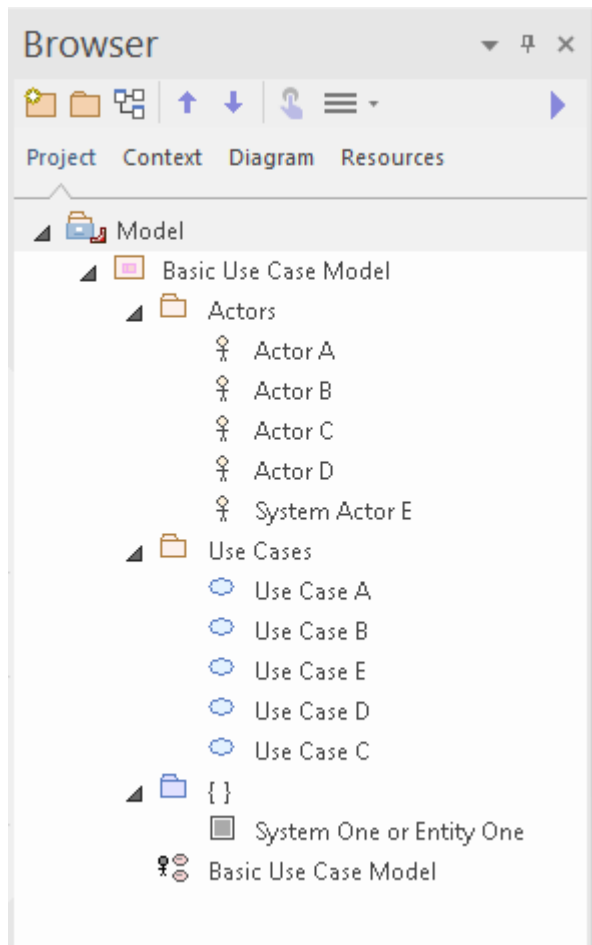 Browser
Project Context Diagram Resources
Model
Basic Use Case Model
Actors
Actor A
Actor B
Actor C
Actor D
System Actor E
Use Cases
Use Case A
Use Case B
Use Case E
Use Case D
Use Case C
{ }
System One or Entity One
Basic Use Case Model